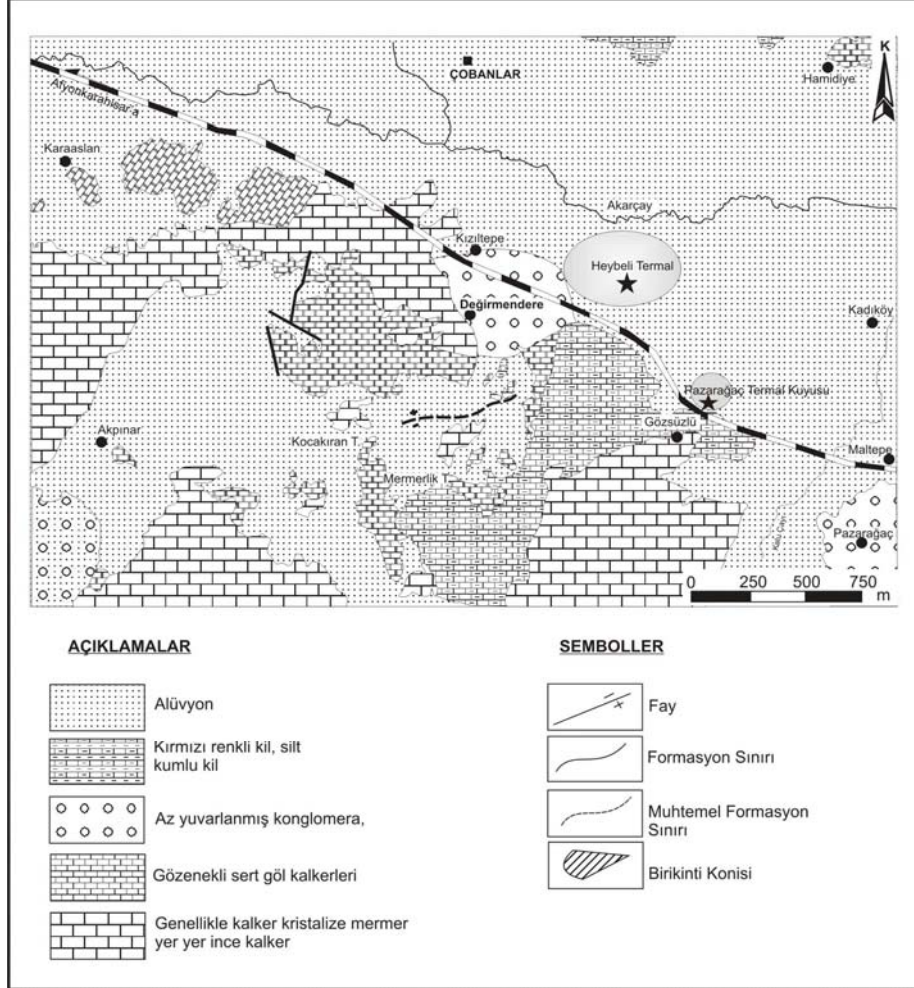 K
ÇOBANLAR
Hamidiye
Afyonkarahisar'a
Karaaslan
Akarçay
Kızıltepe
Heybeli Termal
Değirmendere
Kadıköy
Pazarağaç Termal Kuyusu
Gözsüzlü
Kocakıran T.
Akpınar
Maltepe
Mermerlik T.
Pazarağaç
0 250 500 750
m
AÇIKLAMALAR
Alüvyon
Kırmızı renkli kil, silt
kumlu kil
Az yuvarlanmış konglomera,
Gözenekli sert göl kalkerleri
Genellikle kalker kristalize mermer
yer yer ince kalker
SEMBOLLER
Fay
Formasyon Sınırı
Muhtemel Formasyon
Sınırı
Birikinti Konisi